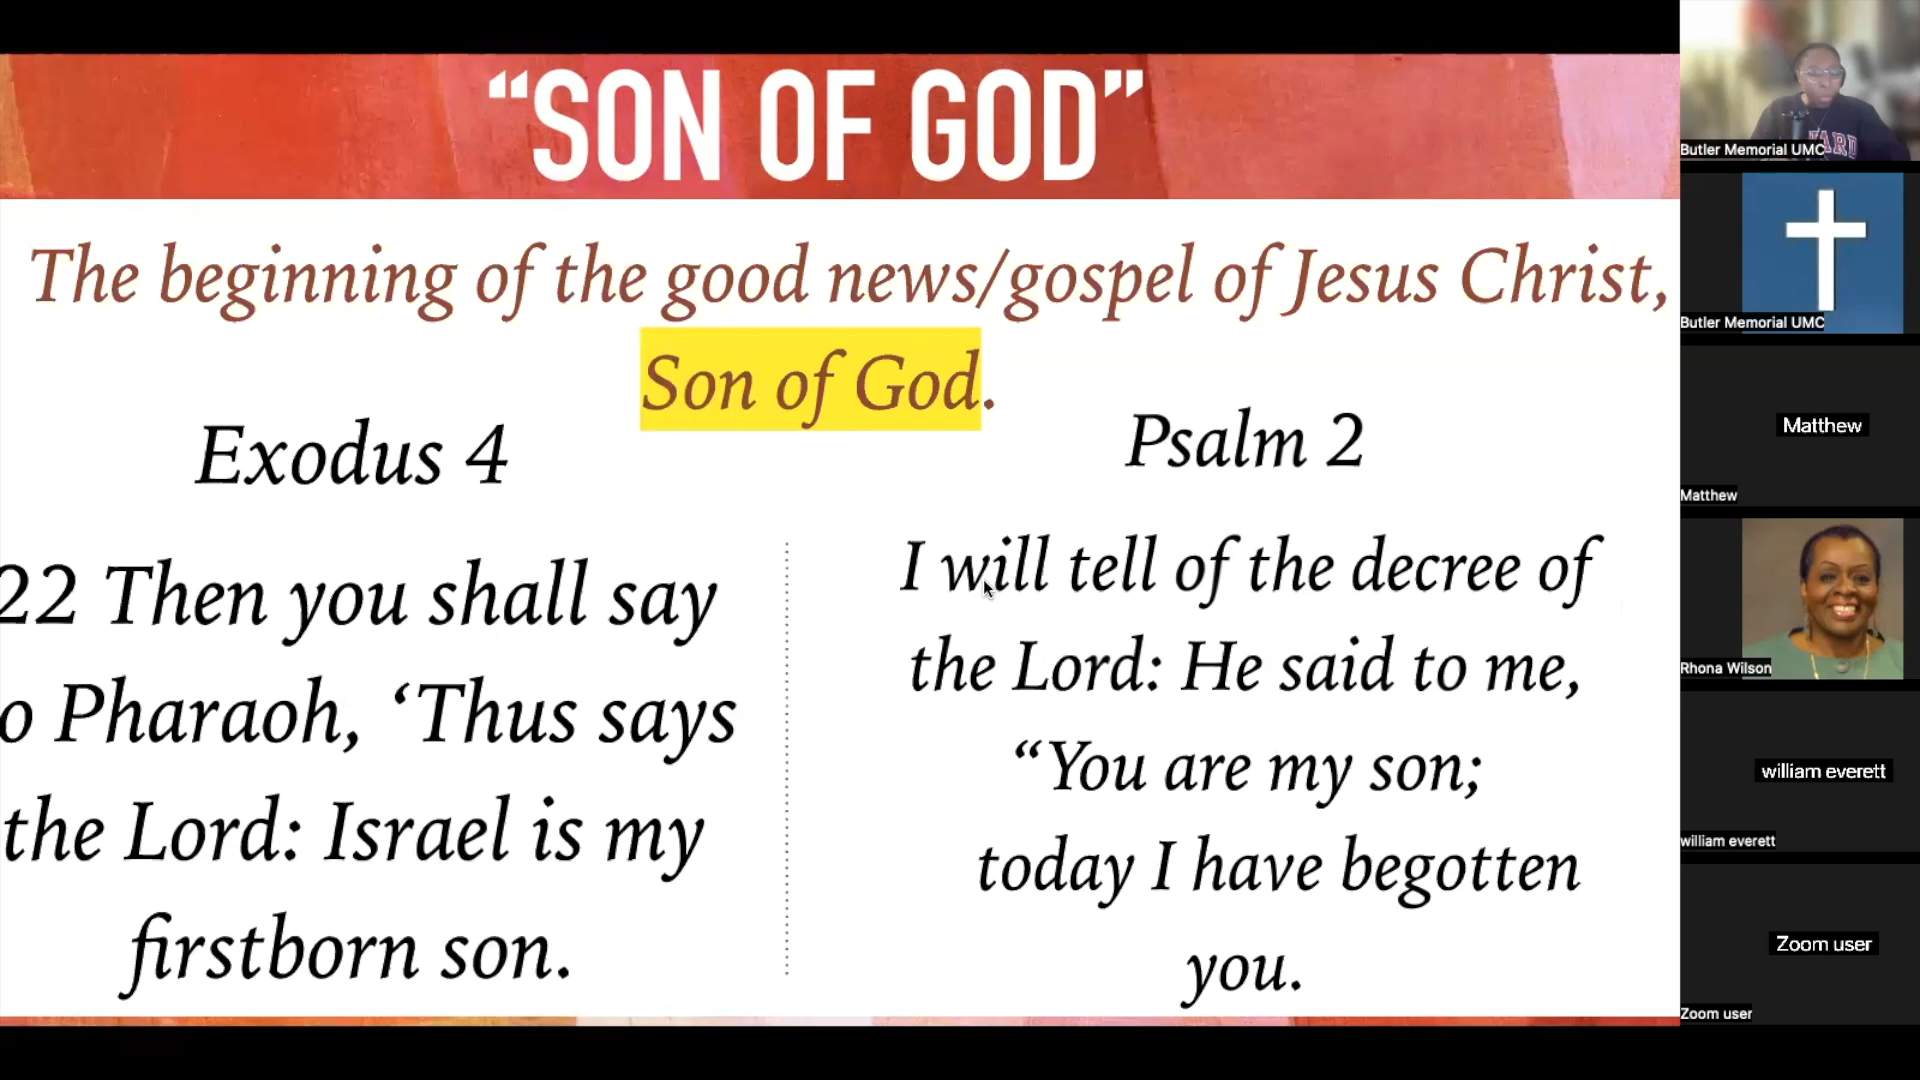 “SON OF GOD”
The beginning of the good news/gospel of Jesus Christ,
Son of God.
Exodus 4
22 Then you shall say
o Pharaoh, ‘Thus says
the Lord: Israel is my
firstborn son.
Psalm 2
I will tell of the decree of
the Lord: He said to me,
“You are my son;
today I have begotten
you.
ARD
Butler Memorial UMC
Butler Memorial UMC
Matthew
Matthew
Rhona Wilson
william everett
william everett
Zoom user
Zoom user